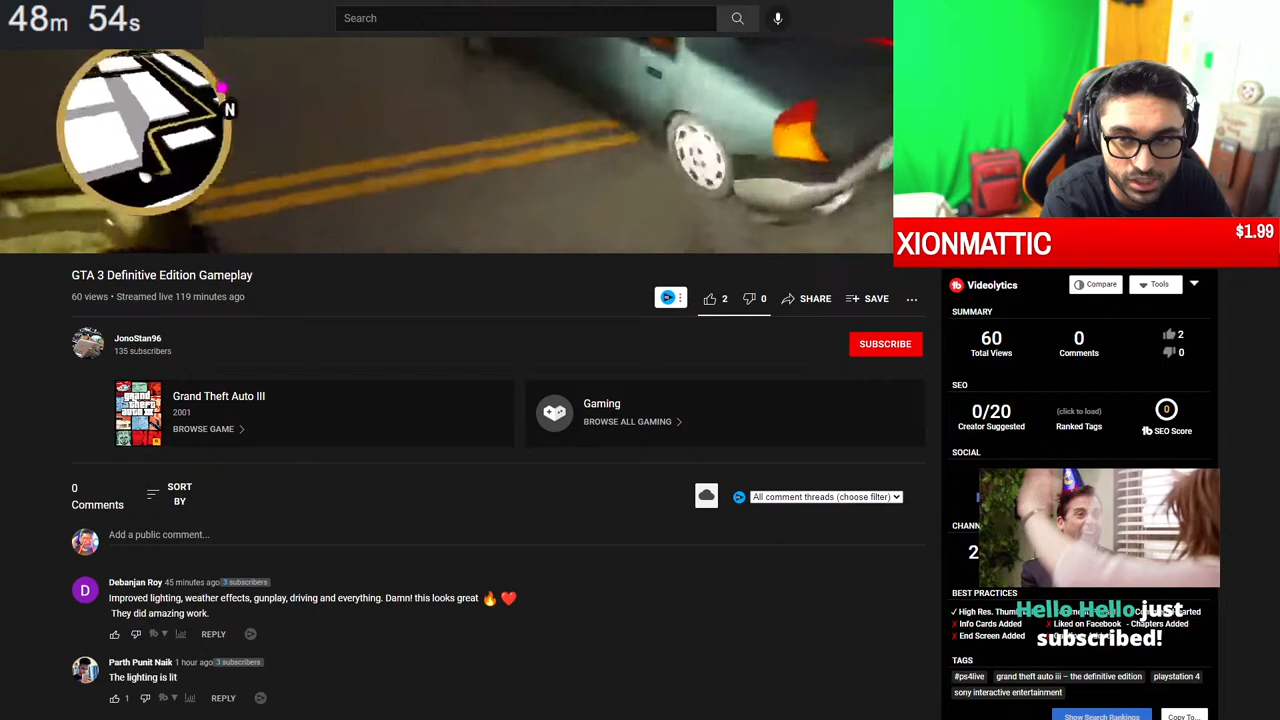 48m 54s
Search
N
XIONMATTIC
$1.99
GTA 3 Definitive Edition Gameplay
60 views • Streamed live 119 minutes ago
2
0
SHARE
SAVE
JonoStan96
135 subscribers
SUBSCRIBE
Grand Theft Auto III
2001
BROWSE GAME
Gaming
BROWSE ALL GAMING
0
Comments
SORT
BY
All comment threads (choose filter)
Add a public comment...
D
Debanjan Roy 45 minutes ago 3 subscribers
Improved lighting, weather effects, gunplay, driving and everything. Damn! this looks great 🔥 ❤️
They did amazing work.
REPLY
Parth Punit Naik 1 hour ago 3 subscribers
The lighting is lit
1 REPLY
Videolytics
Compare
Tools
SUMMARY
60
Total Views
0
Comments
2
0
SEO
0/20
Creator Suggested
(click to load)
Ranked Tags
0
SEO Score
SOCIAL
CHANN
2
BEST PRACTICES
Hello Hello just
subscribed!
✓ High Res.
✗ Info Cards Added
✗ Liked on Facebook
- Chapters Added
✗ End Screen Added
TAGS
#ps4live
grand theft auto iii – the definitive edition
playstation 4
sony interactive entertainment
Show Search Rankings
Copy To...